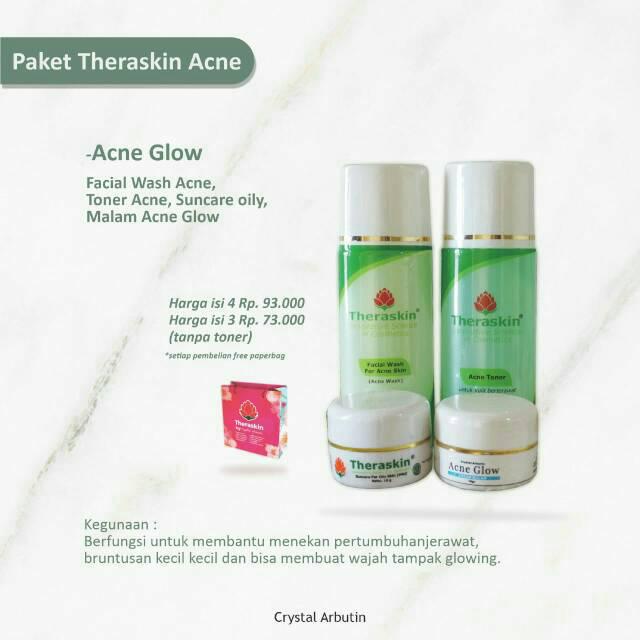 Paket Theraskin Acne
-Acne Glow
Facial Wash Acne,
Toner Acne, Suncare oily,
Malam Acne Glow
Harga isi 4 Rp. 93.000
Harga isi 3 Rp. 73.000
(tanpa toner)
*setiap pembelian free paperbag
Theraskin
Theraskin®
Facial Wash
For Acne Skin
(Acne Wash)
Theraskin®
Acne Toner
untuk kulit berjerawat
Theraskin®
Acne Glow
Kegunaan :
Berfungsi untuk membantu menekan pertumbuhanjerawat,
bruntusan kecil kecil dan bisa membuat wajah tampak glowing.
Crystal Arbutin